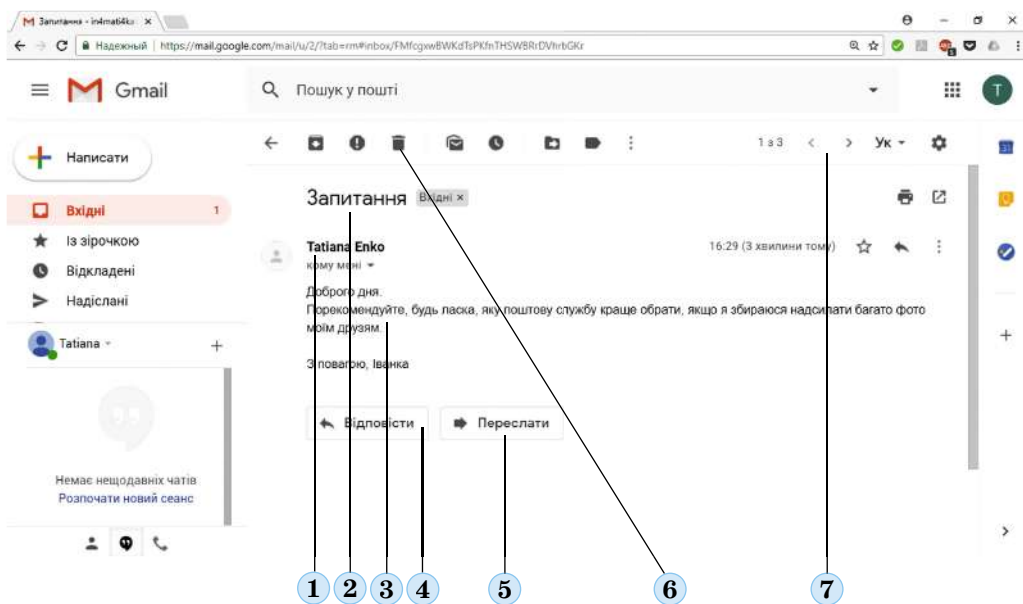 Запитання - in4mati4ka
Надежный | https://mail.google.com/mail/u/2/?tab=rm#inbox/FMfcgxwBWKdTsPKfnTHSWBRrDVhrbGKr
Gmail
Пошук у пошті
T
Написати
1 з 3
Ук
31
Запитання
Вхідні ×
Вхідні
1
Із зірочкою
Відкладені
Надіслані
Tatiana Enko
16:29 (3 хвилини тому)
кому мені
Доброго дня.
Порекомендуйте, будь ласка, яку поштову службу краще обрати, якщо я збираюся надсилати багато фото
моїм друзям.
З повагою, Іванка
Tatiana
Відповісти
Переслати
Немає нещодавніх чатів
Розпочати новий сеанс
1 2 3 4 5 6 7